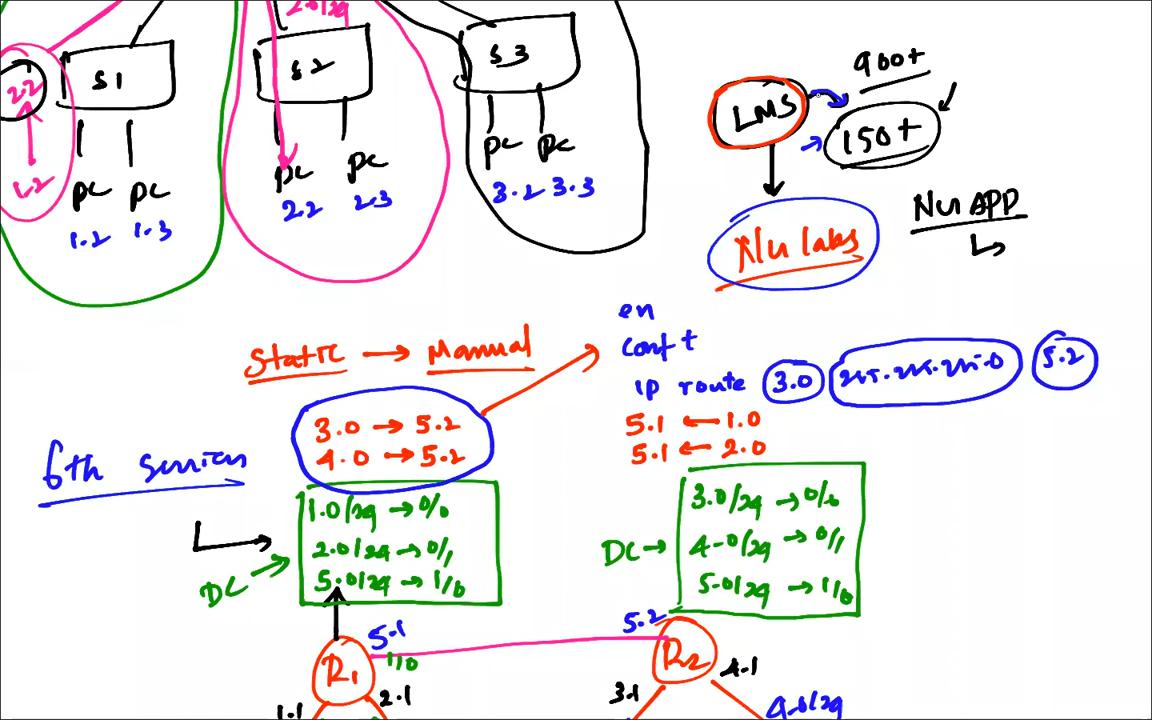 2.0/24
S1
S2
S3
2.2
1.2
PC PC
PC PC
PC PC
1.2 1.3
2.2 2.3
3.2 3.3
LMS
900+
150+
NU APP
NU labs
Static → Manual
3.0 → 5.2
4.0 → 5.2
en
conf t
ip route 3.0 255.255.255.0 5.2
5.1 ← 1.0
5.1 ← 2.0
6th session
DC
1.0/24 → 0/0
2.0/24 → 0/1
5.0/24 → 1/0
DC →
3.0/24 → 0/0
4.0/24 → 0/1
5.0/24 → 1/0
5.1
1/0
5.2
R1
R2
1.1
2.1
3.1
4.1
4.0/24